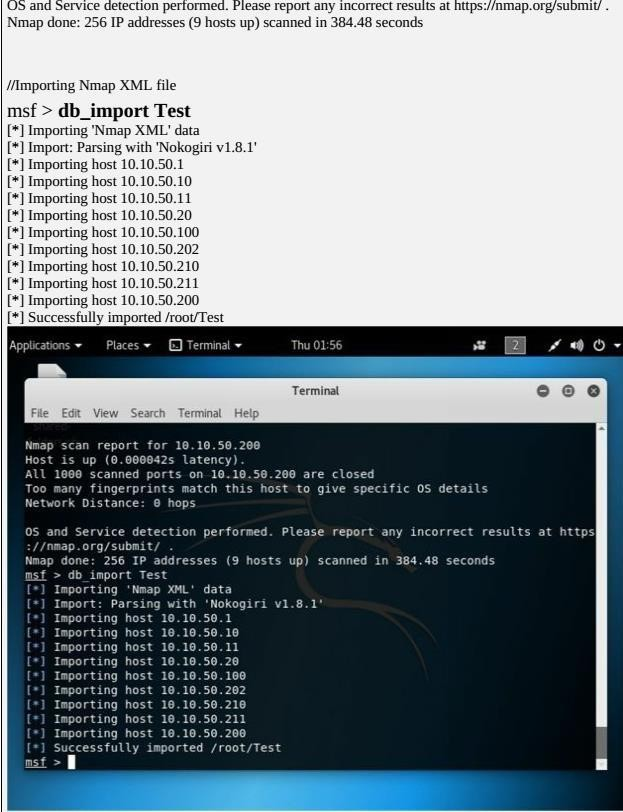 OS and Service detection performed. Please report any incorrect results at https://nmap.org/submit/ .
Nmap done: 256 IP addresses (9 hosts up) scanned in 384.48 seconds
//Importing Nmap XML file
msf > db_import Test
[*] Importing 'Nmap XML' data
[*] Import: Parsing with 'Nokogiri v1.8.1'
[*] Importing host 10.10.50.1
[*] Importing host 10.10.50.10
[*] Importing host 10.10.50.11
[*] Importing host 10.10.50.20
[*] Importing host 10.10.50.100
[*] Importing host 10.10.50.202
[*] Importing host 10.10.50.210
[*] Importing host 10.10.50.211
[*] Importing host 10.10.50.200
[*] Successfully imported /root/Test
Applications Places Terminal Thu 01:56 2
Terminal
File Edit View Search Terminal Help
Nmap scan report for 10.10.50.200
Host is up (0.000042s latency).
All 1000 scanned ports on 10.10.50.200 are closed
Too many fingerprints match this host to give specific OS details
Network Distance: 0 hops
OS and Service detection performed. Please report any incorrect results at https
://nmap.org/submit/ .
Nmap done: 256 IP addresses (9 hosts up) scanned in 384.48 seconds
msf > db_import Test
[*] Importing 'Nmap XML' data
[*] Import: Parsing with 'Nokogiri v1.8.1'
[*] Importing host 10.10.50.1
[*] Importing host 10.10.50.10
[*] Importing host 10.10.50.11
[*] Importing host 10.10.50.20
[*] Importing host 10.10.50.100
[*] Importing host 10.10.50.202
[*] Importing host 10.10.50.210
[*] Importing host 10.10.50.211
[*] Importing host 10.10.50.200
[*] Successfully imported /root/Test
msf >